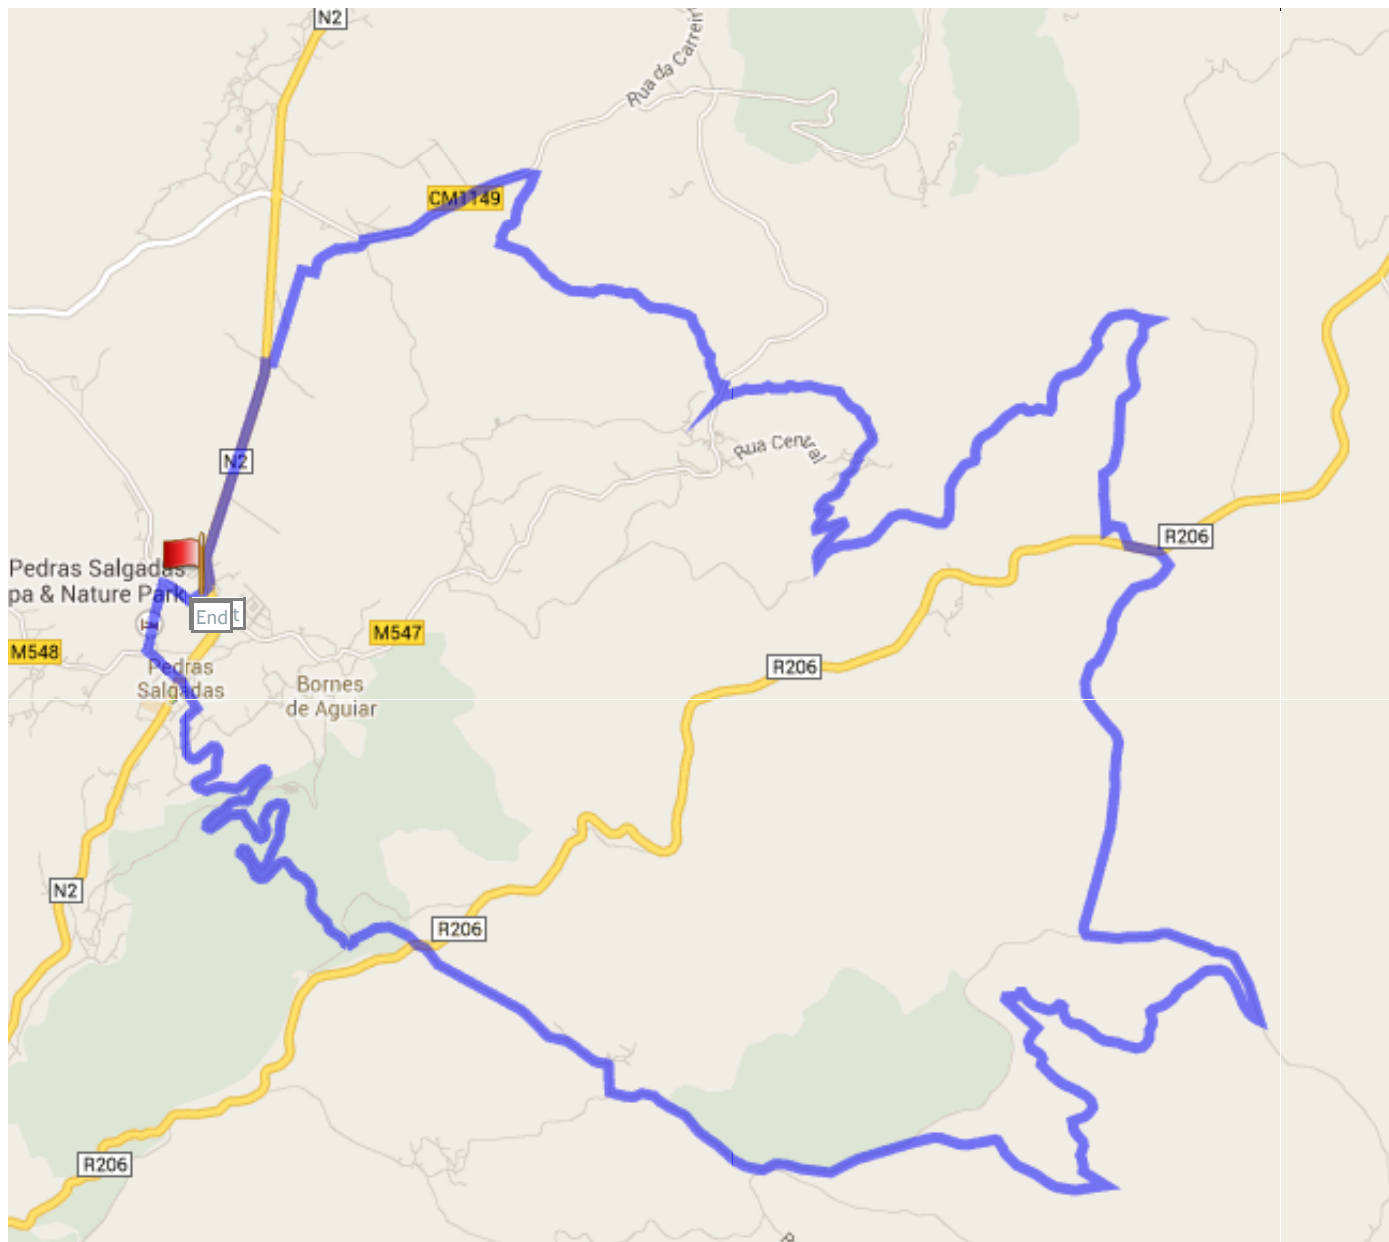 N2
Rua da Carreir
CM1149
Rua Central
N2
R206
Pedras Salgadas
pa & Nature Park
End
t
M547
M548
Pedras
Salgadas
R206
Bornes
de Aguiar
N2
R206
R206